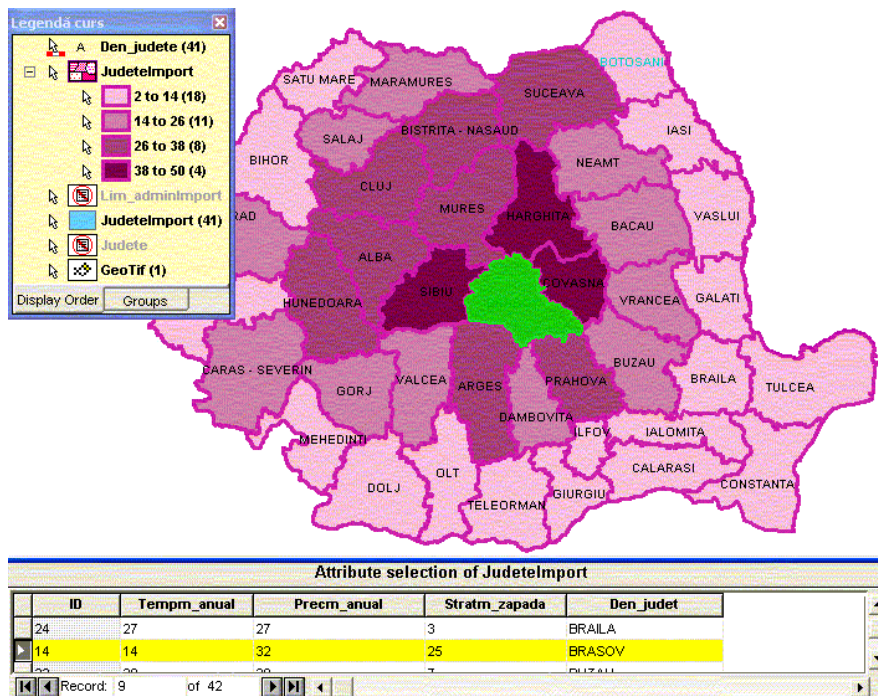 Legendă curs
A Den_judete (41)
JudeteImport
2 to 14 (18)
14 to 26 (11)
26 to 38 (8)
38 to 50 (4)
Lim_adminImport
JudeteImport (41)
Judete
GeoTif (1)
Display Order Groups
BOTOSANI
SATU MARE
MARAMURES
SUCEAVA
IASI
BISTRITA - NASAUD
SALAJ
BIHOR
NEAMT
CLUJ
MURES
HARGHITA
VASLUI
RAD
BACAU
ALBA
COVASNA
SIBIU
HUNEDOARA
VRANCEA
GALATI
CARAS - SEVERIN
BUZAU
VALCEA
ARGES
PRAHOVA
BRAILA
TULCEA
GORJ
DAMBOVITA
MEHEDINTI
ILFOV
IALOMITA
OLT
CALARASI
DOLJ
CONSTANTA
GIURGIU
TELEORMAN
Attribute selection of JudeteImport
ID Tempm_anual Precm_anual Stratm_zapada Den_judet
24 27 27 3 BRAILA
14 14 32 25 BRASOV
Record: 9 of 42